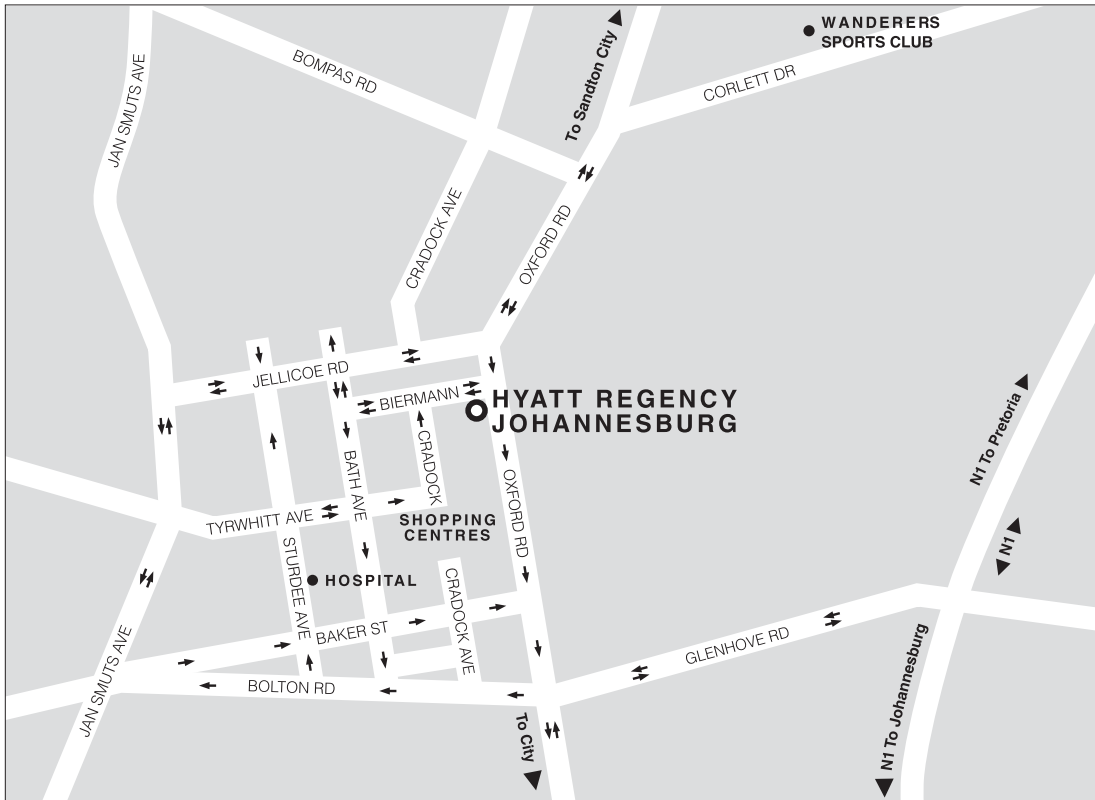 WANDERERS
SPORTS CLUB
To Sandton City
BOMPAS RD
CORLETT DR
JAN SMUTS AVE
CRADOCK AVE
OXFORD RD
JELLICOE RD
BIERMANN
HYATT REGENCY
JOHANNESBURG
N1 To Pretoria
CRADOCK
BATH AVE
OXFORD RD
TYRWHITT AVE
SHOPPING
CENTRES
N1
STURDEE AVE
HOSPITAL
CRADOCK AVE
BAKER ST
GLENHOVE RD
JAN SMUTS AVE
BOLTON RD
To City
N1 To Johannesburg